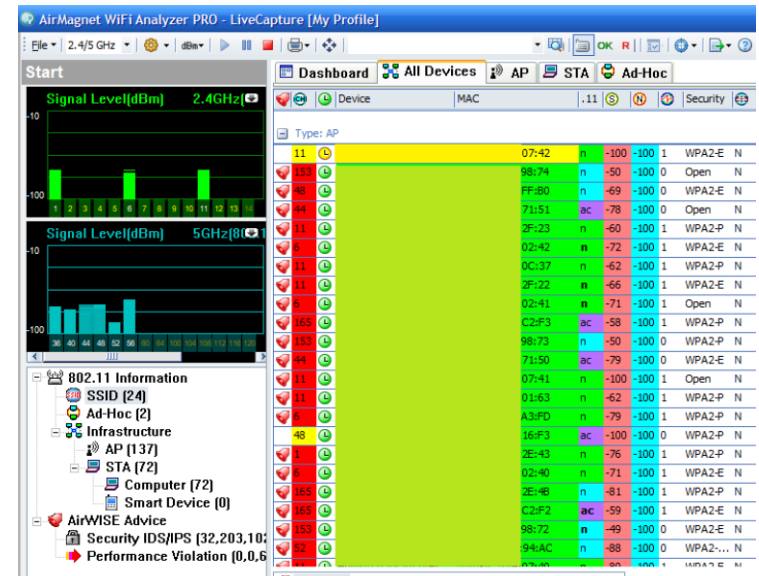 AirMagnet WiFi Analyzer PRO - LiveCapture [My Profile]
File 2.4/5 GHz dBm OK R
Start
Dashboard All Devices AP STA Ad-Hoc
Signal Level(dBm) 2.4GHz(
-10
-100
1 2 3 4 5 6 7 8 9 10 11 12 13 14
Signal Level(dBm) 5GHz(80
-10
-100
36 40 44 48 52 56 60 64 100 104 108 112 116 120
802.11 Information
SSID (24)
Ad-Hoc (2)
Infrastructure
AP (137)
STA (72)
Computer (72)
Smart Device (0)
AirWISE Advice
Security IDS/IPS (32,203,10
Performance Violation (0,0,6
CH Device MAC .11 S N Security
Type: AP
11 07:42 n -100 -100 1 WPA2-E N
153 98:74 n -50 -100 0 Open N
48 FF:B0 n -69 -100 0 WPA2-E N
44 71:51 ac -78 -100 0 Open N
11 2F:23 n -60 -100 1 WPA2-P N
6 02:42 n -72 -100 1 WPA2-E N
11 0C:37 n -62 -100 1 WPA2-P N
11 2F:22 n -66 -100 1 WPA2-E N
6 02:41 n -71 -100 1 Open N
165 C2:F3 ac -58 -100 1 WPA2-P N
153 98:73 n -50 -100 0 WPA2-P N
44 71:50 ac -79 -100 0 WPA2-E N
11 07:41 n -100 -100 1 Open N
11 01:63 n -62 -100 1 WPA2-P N
6 A3:FD n -79 -100 1 WPA2-P N
48 16:F3 ac -100 -100 0 WPA2-P N
1 2E:43 n -76 -100 1 WPA2-P N
6 02:40 n -71 -100 1 WPA2-E N
165 2E:4B n -81 -100 1 WPA2-P N
165 C2:F2 ac -59 -100 1 WPA2-E N
153 98:72 n -49 -100 0 WPA2-E N
52 :94:AC n -88 -100 0 WPA2-... N